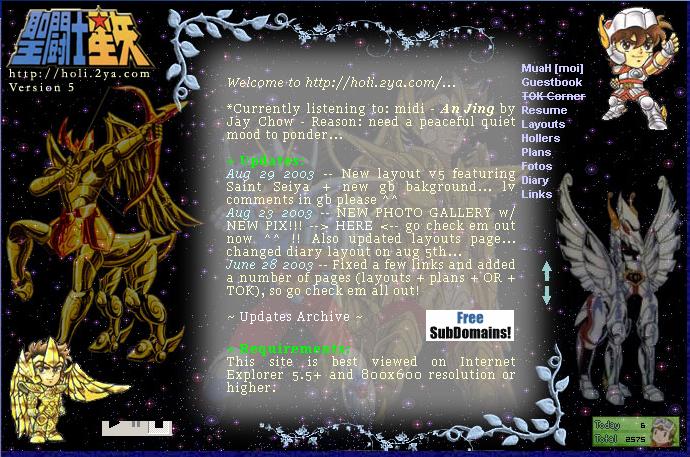 聖闘士星矢
http://holi.2ya.com
Version 5
Welcome to http://holi.2ya.com/...
*Currently listening to: midi - An Jing by
Jay Chow - Reason: need a peaceful quiet
mood to ponder...
+ Updates:
Aug 29 2003 -- New layout v5 featuring
Saint Seiya + new gb bakground... lv
comments in gb please ^^
Aug 23 2003 -- NEW PHOTO GALLERY w/
NEW PIX!!! --> HERE <-- go check em out
now. ^^ !! Also updated layouts page...
changed diary layout on aug 5th...
June 28 2003 -- Fixed a few links and added
a number of pages (layouts + plans + OR +
TOK), so go check em all out!
~ Updates Archive ~
Free
SubDomains!
+ Requirements:
This site is best viewed on Internet
Explorer 5.5+ and 800x600 resolution or
higher.
MuaH [moi]
Guestbook
TOK Corner
Resume
Layouts
Hollers
Plans
Fotos
Diary
Links
Today 6
Total 2575